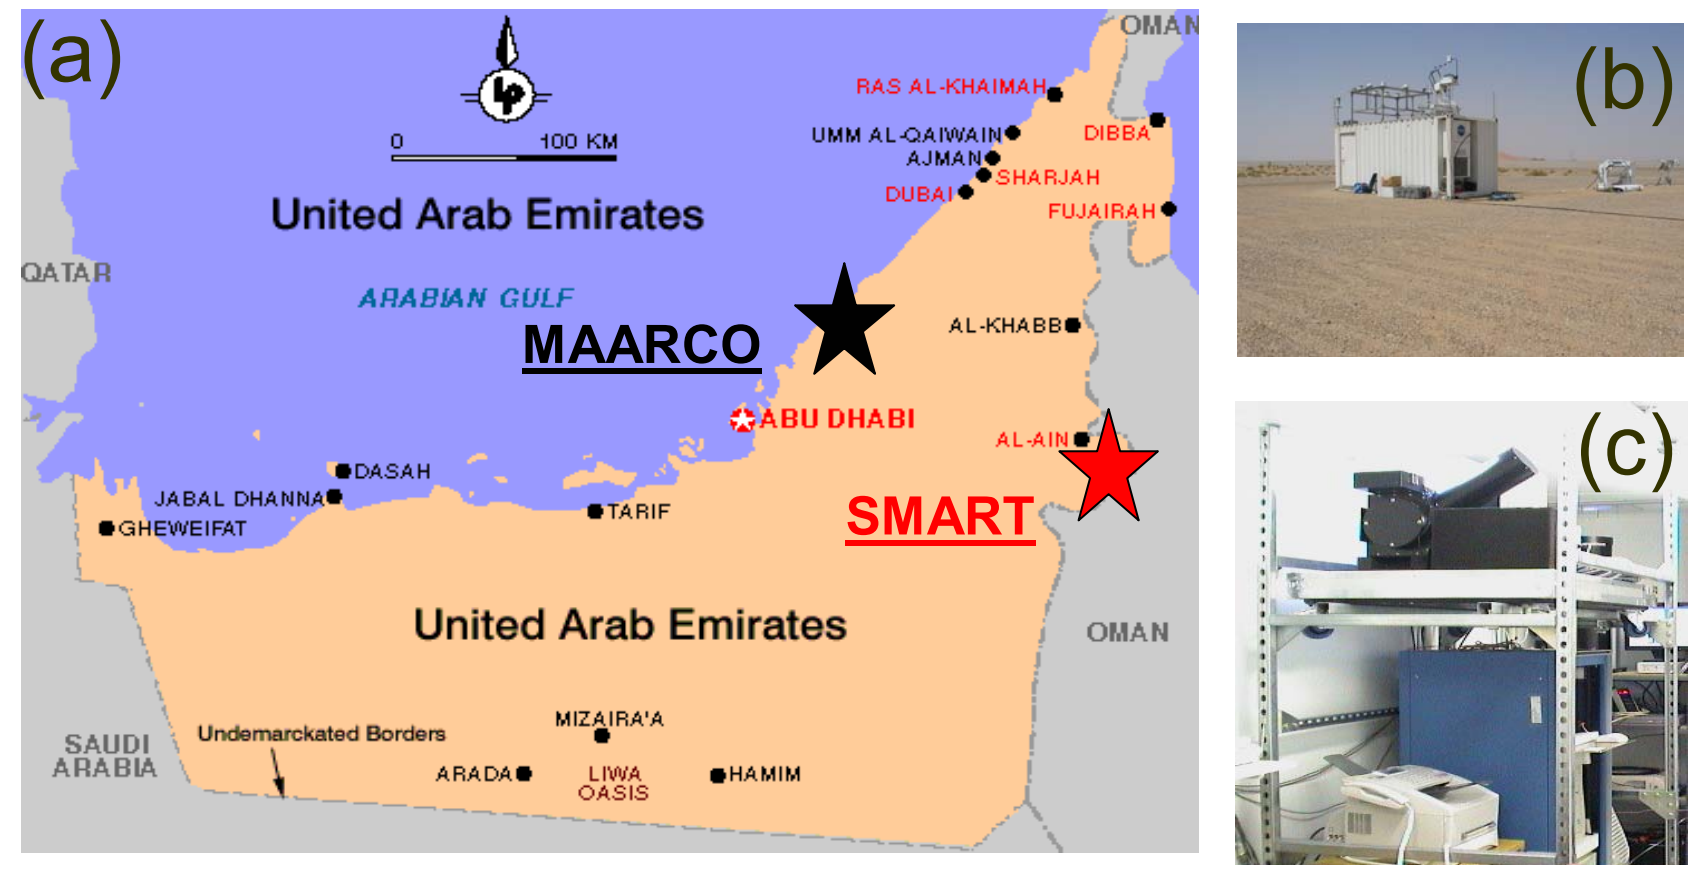 (a)
OMAN
LP
0 100 KM
RAS AL-KHAIMAH
UMM AL-QAIWAIN
DIBBA
AJMAN
SHARJAH
DUBAI
FUJAIRAH
United Arab Emirates
QATAR
ARABIAN GULF
MAARCO
AL-KHABB
ABU DHABI
AL-AIN
DASAH
JABAL DHANNA
TARIF
GHEWEIFAT
SMART
United Arab Emirates
OMAN
MIZAIRA'A
Undemarckated Borders
SAUDI
ARABIA
ARADA
LIWA
OASIS
HAMIM
(b)
(c)